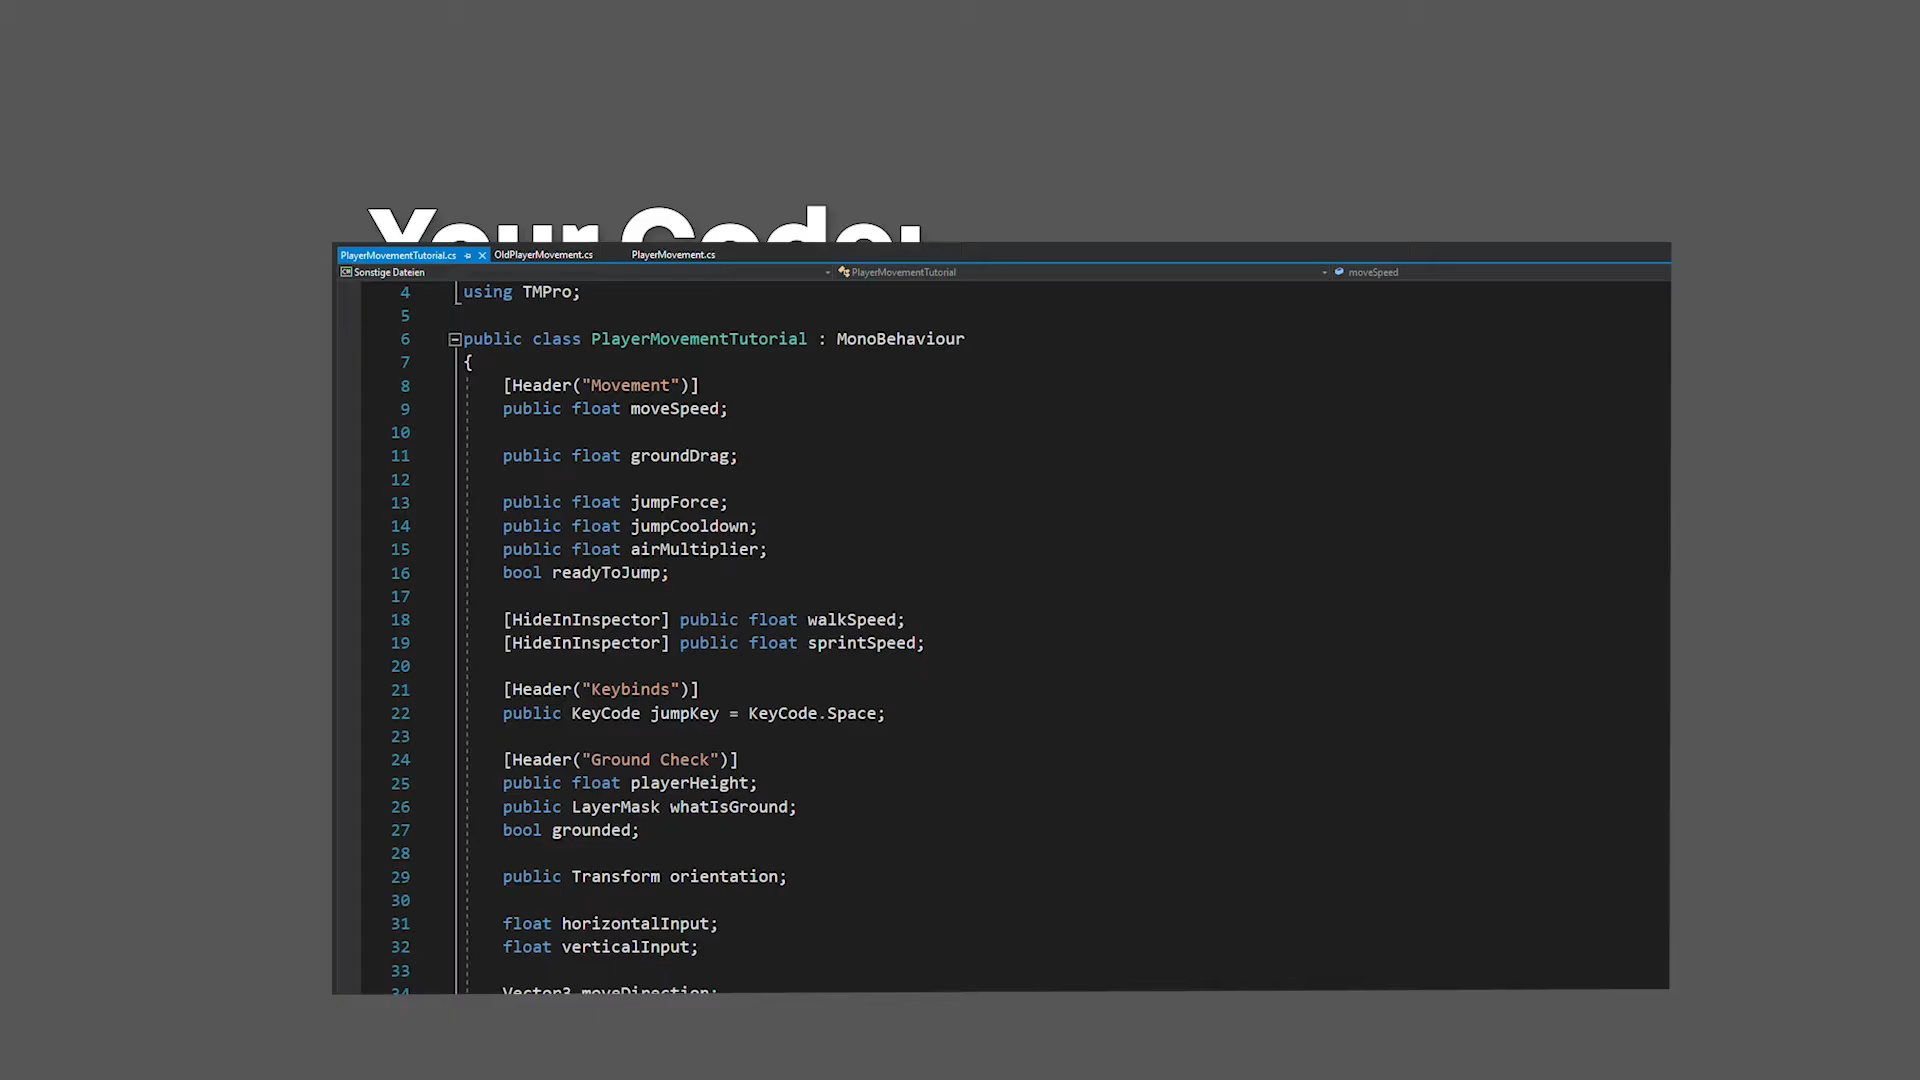 Your Code:
PlayerMovementTutorial.cs OldPlayerMovement.cs PlayerMovement.cs
Sonstige Dateien PlayerMovementTutorial moveSpeed
4 using TMPro;
5
6 public class PlayerMovementTutorial : MonoBehaviour
7 {
8 [Header("Movement")]
9 public float moveSpeed;
10
11 public float groundDrag;
12
13 public float jumpForce;
14 public float jumpCooldown;
15 public float airMultiplier;
16 bool readyToJump;
17
18 [HideInInspector] public float walkSpeed;
19 [HideInInspector] public float sprintSpeed;
20
21 [Header("Keybinds")]
22 public KeyCode jumpKey = KeyCode.Space;
23
24 [Header("Ground Check")]
25 public float playerHeight;
26 public LayerMask whatIsGround;
27 bool grounded;
28
29 public Transform orientation;
30
31 float horizontalInput;
32 float verticalInput;
33
34 Vector3 moveDirection;